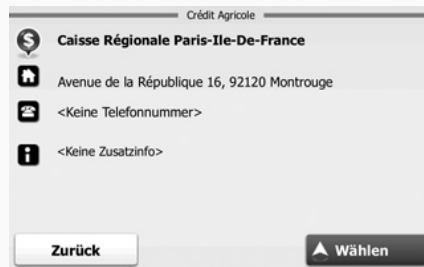 Crédit Agricole
Caisse Régionale Paris-Ile-De-France
Avenue de la République 16, 92120 Montrouge
<Keine Telefonnummer>
<Keine Zusatzinfo>
Zurück
Wählen